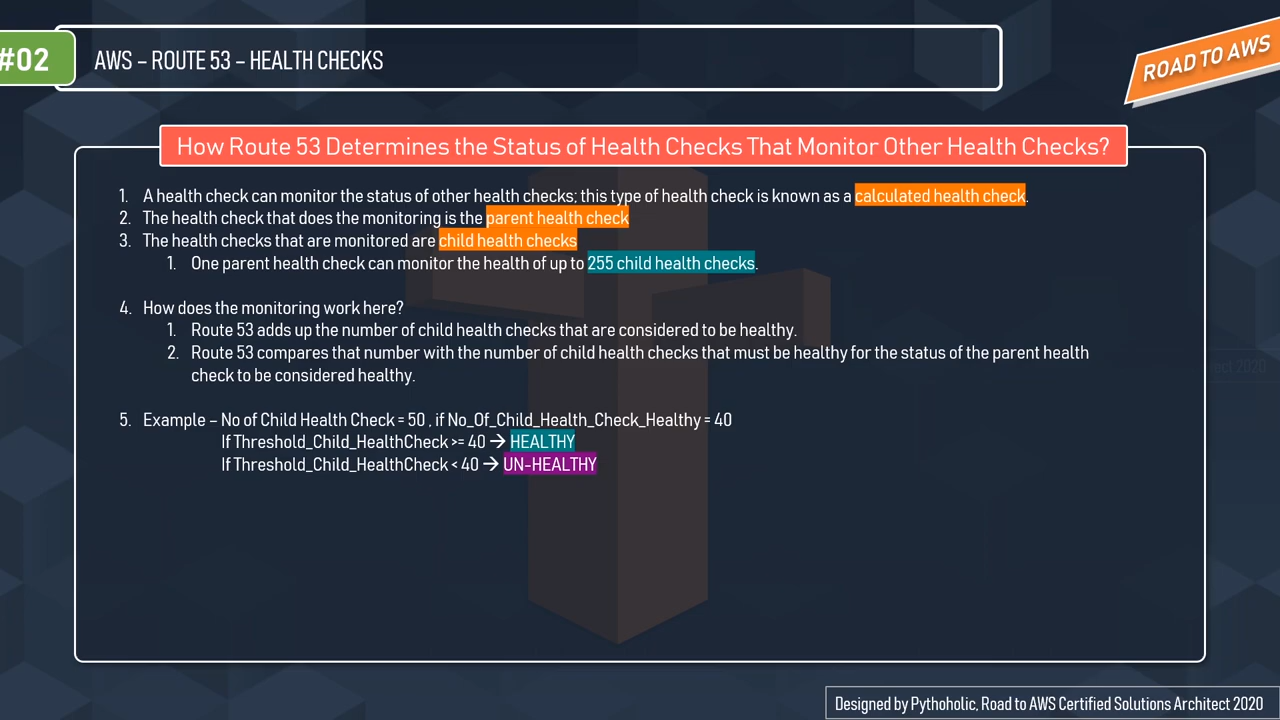 #02
AWS – ROUTE 53 – HEALTH CHECKS
ROAD TO AWS
How Route 53 Determines the Status of Health Checks That Monitor Other Health Checks?
1. A health check can monitor the status of other health checks; this type of health check is known as a calculated health check.
2. The health check that does the monitoring is the parent health check
3. The health checks that are monitored are child health checks
1. One parent health check can monitor the health of up to 255 child health checks.
4. How does the monitoring work here?
1. Route 53 adds up the number of child health checks that are considered to be healthy.
2. Route 53 compares that number with the number of child health checks that must be healthy for the status of the parent health
check to be considered healthy.
5. Example – No of Child Health Check = 50 , if No_Of_Child_Health_Check_Healthy = 40
If Threshold_Child_HealthCheck >= 40 → HEALTHY
If Threshold_Child_HealthCheck < 40 → UN-HEALTHY
Designed by Pythoholic, Road to AWS Certified Solutions Architect 2020